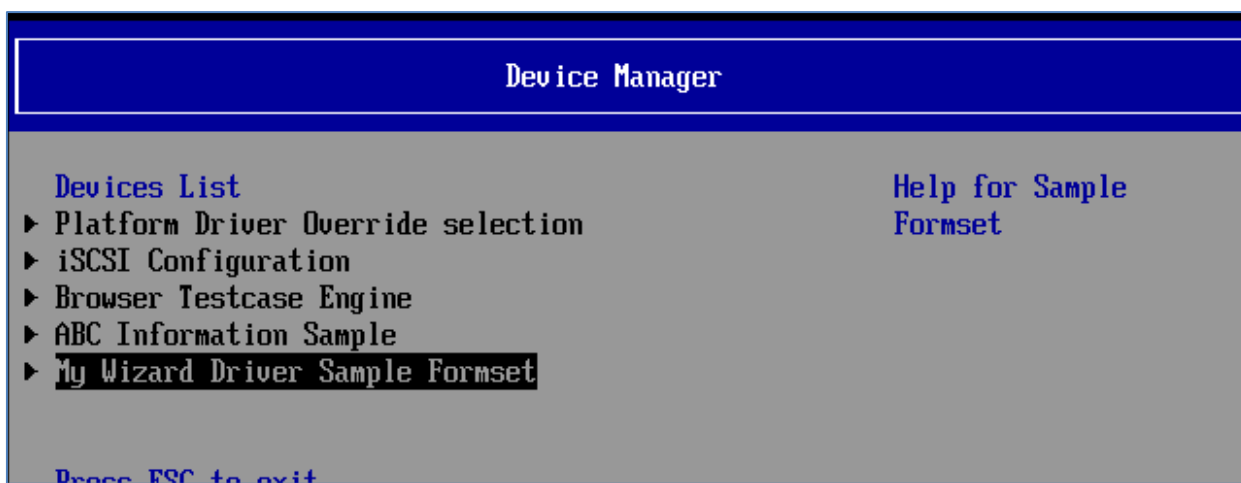 Device Manager
Devices List
Platform Driver Override selection
iSCSI Configuration
Browser Testcase Engine
ABC Information Sample
My Wizard Driver Sample Formset
Help for Sample
Formset
Press ESC to exit